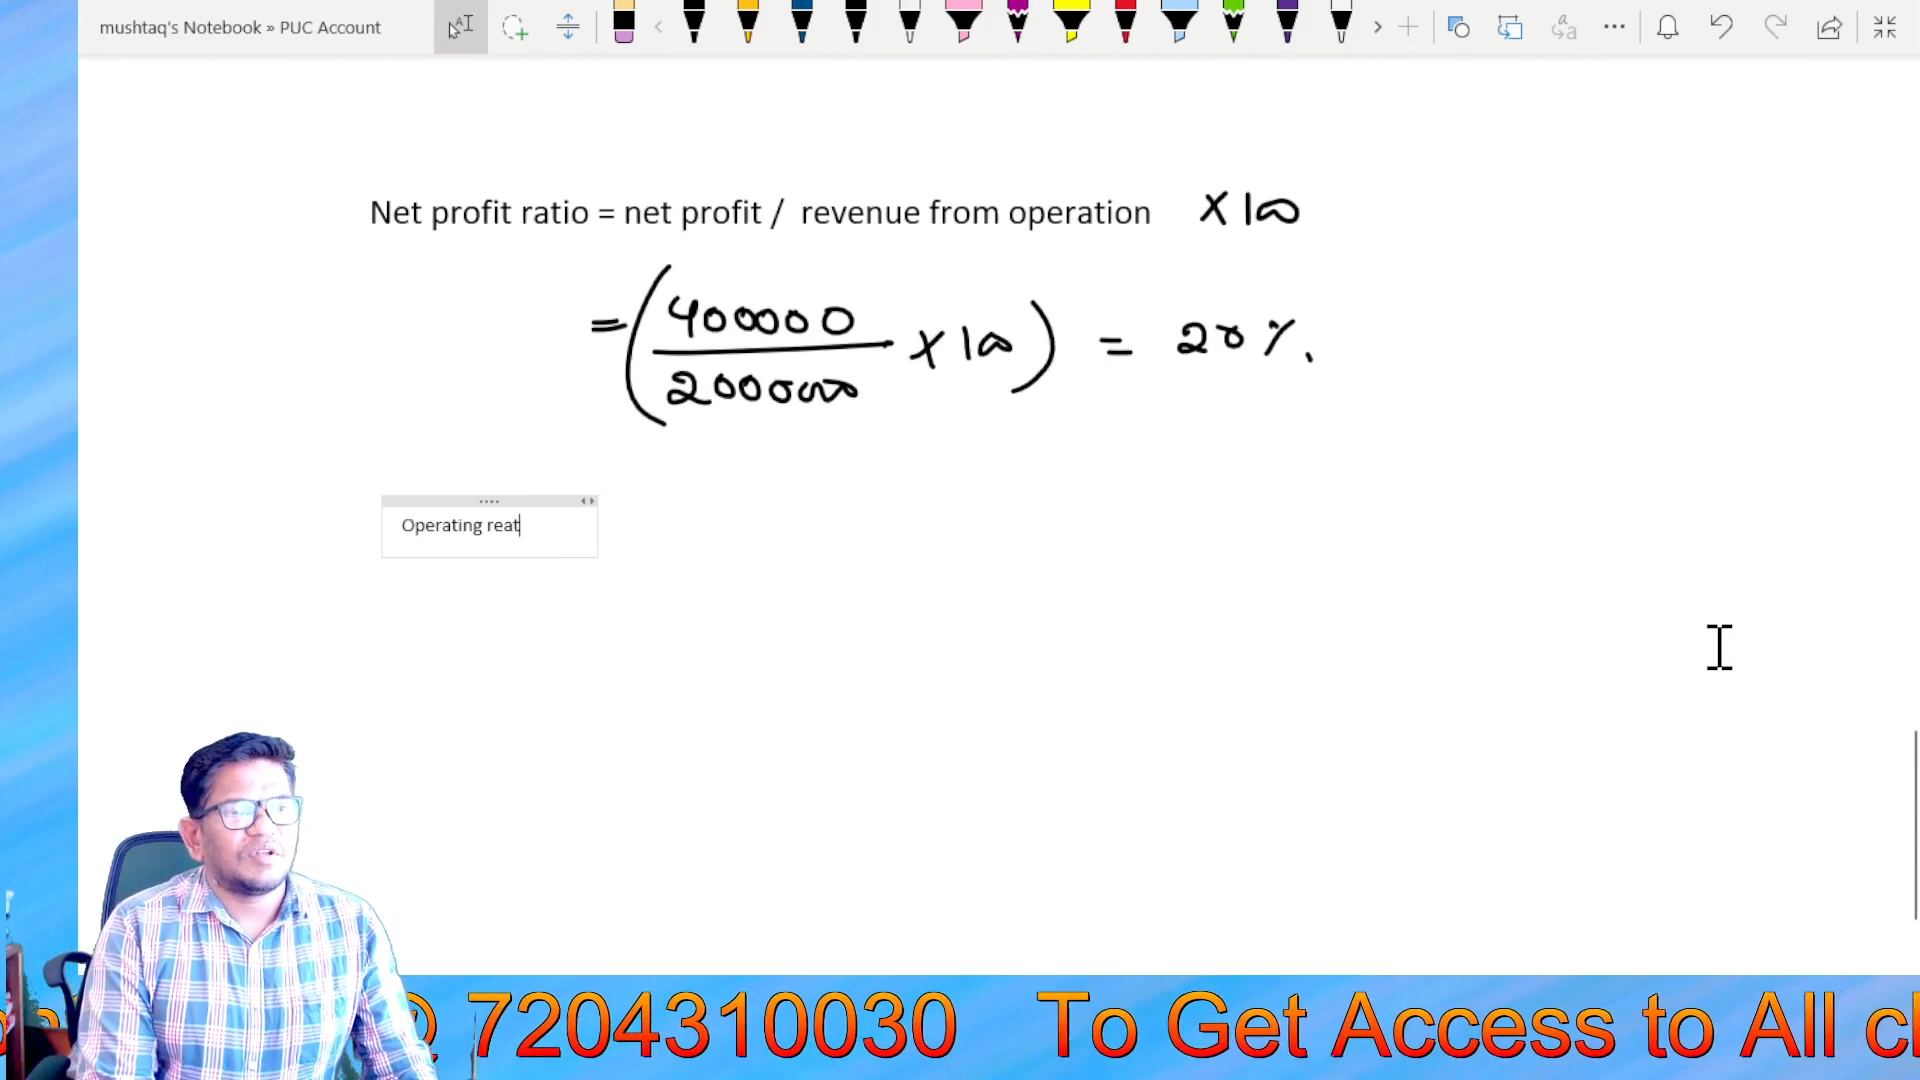 mushtaq's Notebook » PUC Account
Net profit ratio = net profit / revenue from operation X 100
= ( 400000 / 2000000 X 100 ) = 20 %.
Operating reat
@ 7204310030 To Get Access to All cl